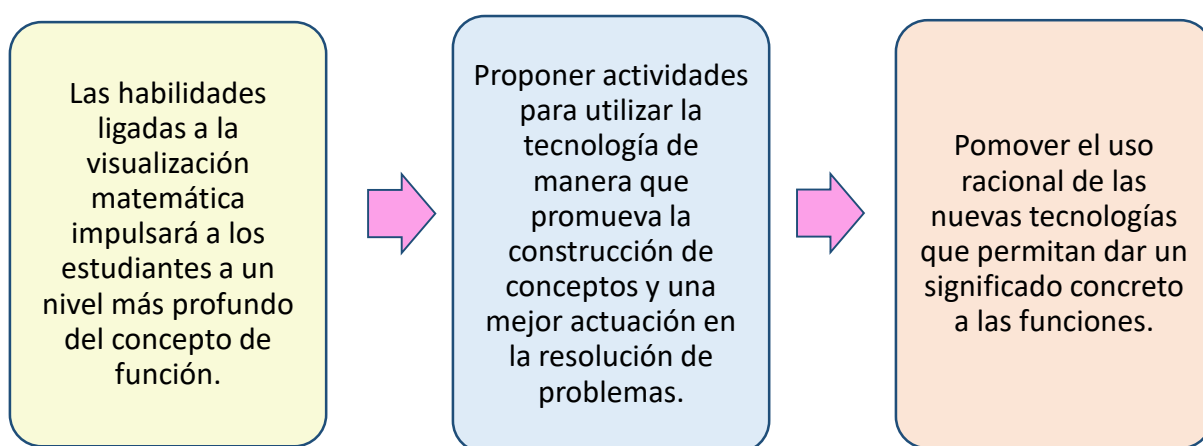 Las habilidades
ligadas a la
visualización
matemática
impulsará a los
estudiantes a un
nivel más profundo
del concepto de
función.
Proponer actividades
para utilizar la
tecnología de
manera que
promueva la
construcción de
conceptos y una
mejor actuación en
la resolución de
problemas.
Pomover el uso
racional de las
nuevas tecnologías
que permitan dar un
significado concreto
a las funciones.